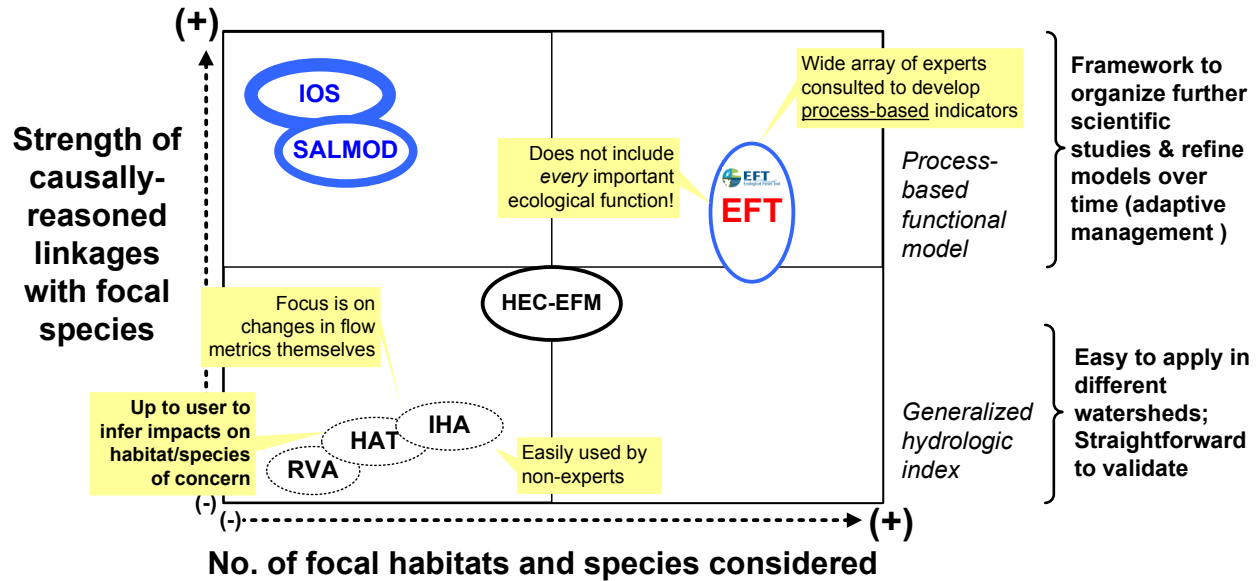 (+)
Strength of
causally-
reasoned
linkages
with focal
species
IOS
SALMOD
Wide array of experts
consulted to develop
process-based indicators
Does not include
every important
ecological function!
EFT
EFT
Process-
based
functional
model
Framework to
organize further
scientific
studies & refine
models over
time (adaptive
management )
HEC-EFM
Focus is on
changes in flow
metrics themselves
Up to user to
infer impacts on
habitat/species
of concern
IHA
HAT
RVA
Easily used by
non-experts
Generalized
hydrologic
index
Easy to apply in
different
watersheds;
Straightforward
to validate
(-)
(-)
(+)
No. of focal habitats and species considered